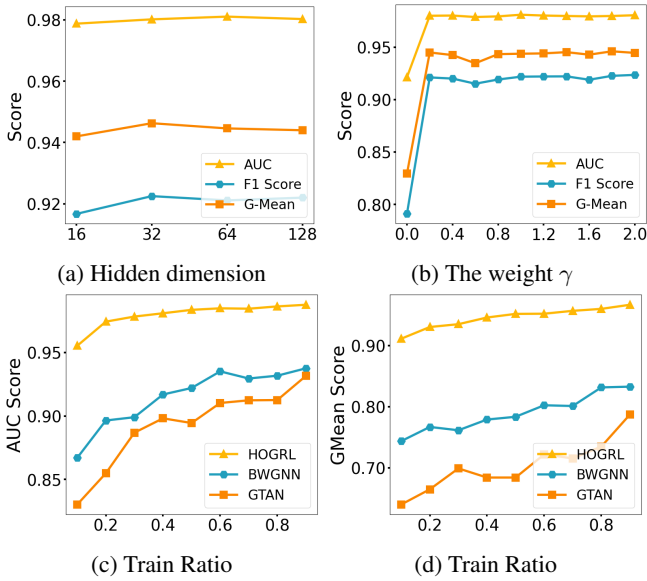 0.98
0.96
0.94
0.92
Score
16 32 64 128
AUC
F1 Score
G-Mean
(a) Hidden dimension
0.95
0.90
0.85
0.80
Score
0.0 0.4 0.8 1.2 1.6 2.0
AUC
F1 Score
G-Mean
(b) The weight γ
0.95
0.90
0.85
AUC Score
0.2 0.4 0.6 0.8
HOGRL
BWGNN
GTAN
(c) Train Ratio
0.90
0.80
0.70
GMean Score
0.2 0.4 0.6 0.8
HOGRL
BWGNN
GTAN
(d) Train Ratio